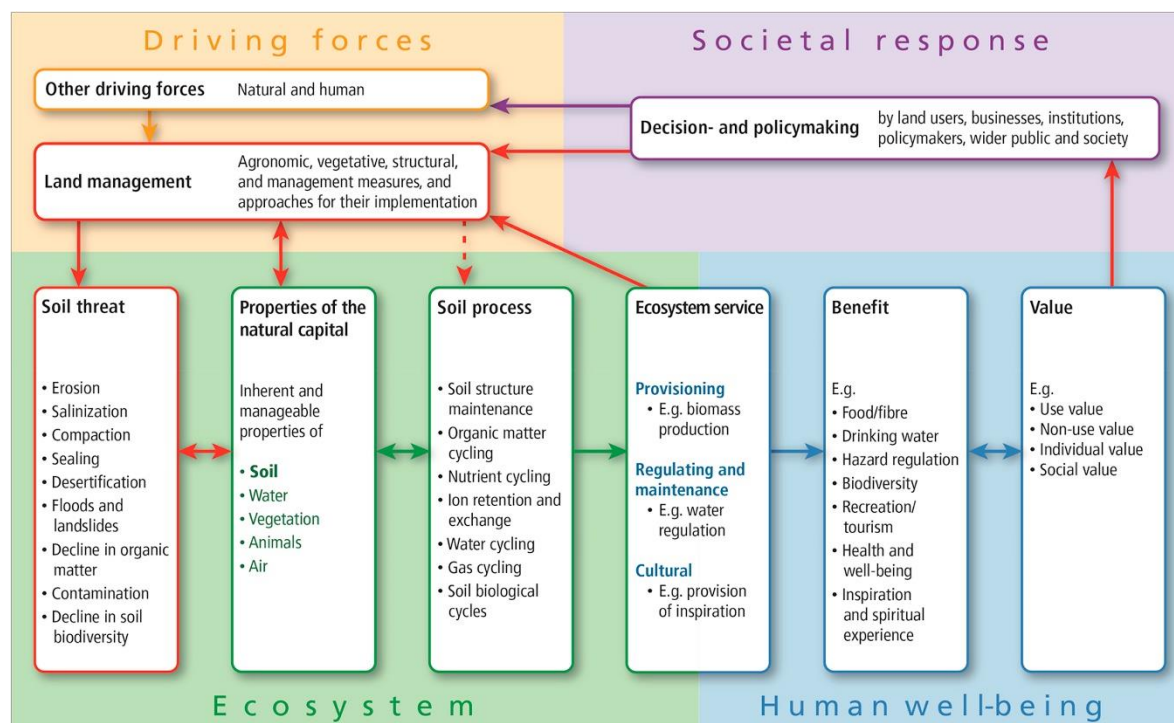 Driving forces
Societal response
Other driving forces Natural and human
Decision- and policymaking by land users, businesses, institutions,
policymakers, wider public and society
Land management Agronomic, vegetative, structural,
and management measures, and
approaches for their implementation
Soil threat
• Erosion
• Salinization
• Compaction
• Sealing
• Desertification
• Floods and
landslides
• Decline in organic
matter
• Contamination
• Decline in soil
biodiversity
Properties of the
natural capital
Inherent and
manageable
properties of
• Soil
• Water
• Vegetation
• Animals
• Air
Soil process
• Soil structure
maintenance
• Organic matter
cycling
• Nutrient cycling
• Ion retention and
exchange
• Water cycling
• Gas cycling
• Soil biological
cycles
Ecosystem service
Provisioning
• E.g. biomass
production
Regulating and
maintenance
• E.g. water
regulation
Cultural
• E.g. provision
of inspiration
Benefit
E.g.
• Food/fibre
• Drinking water
• Hazard regulation
• Biodiversity
• Recreation/
tourism
• Health and
well-being
• Inspiration
and spiritual
experience
Value
E.g.
• Use value
• Non-use value
• Individual value
• Social value
Ecosystem
Human well-being